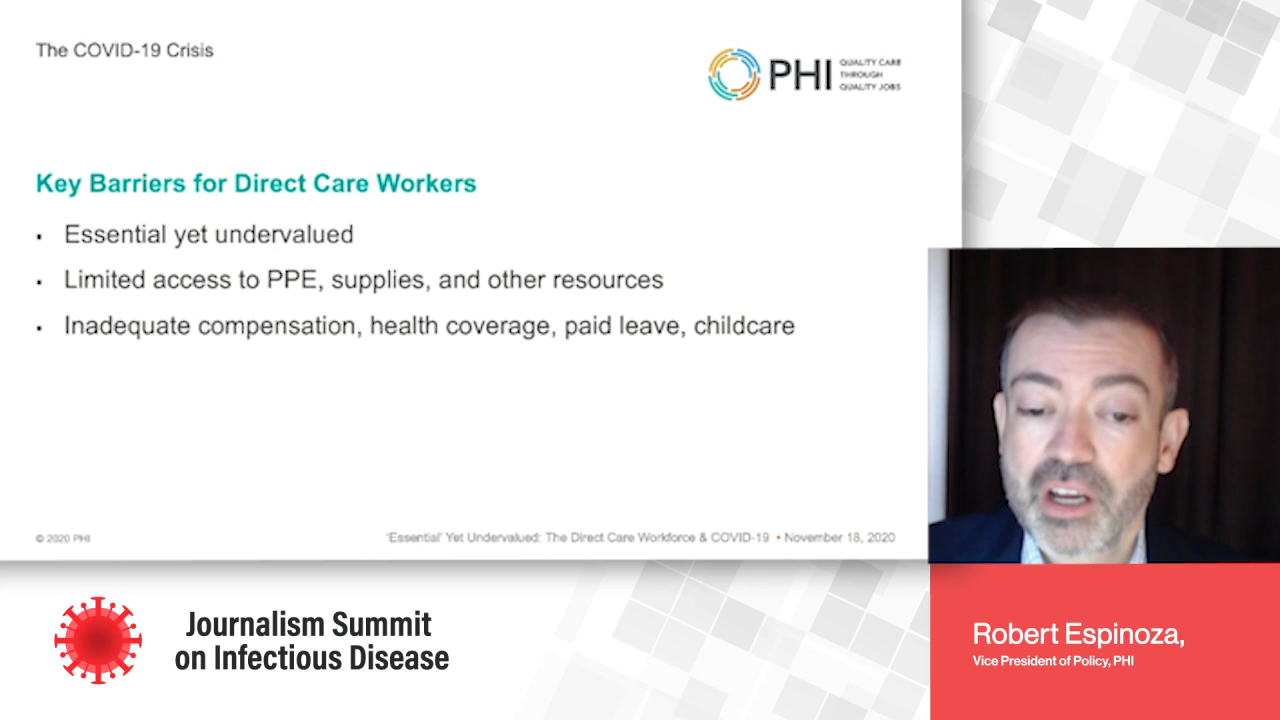 The COVID-19 Crisis
PHI
QUALITY CARE
THROUGH
QUALITY JOBS
Key Barriers for Direct Care Workers
▪ Essential yet undervalued
▪ Limited access to PPE, supplies, and other resources
▪ Inadequate compensation, health coverage, paid leave, childcare
© 2020 PHI
'Essential' Yet Undervalued: The Direct Care Workforce & COVID-19 • November 18, 2020
Journalism Summit
on Infectious Disease
Robert Espinoza,
Vice President of Policy, PHI